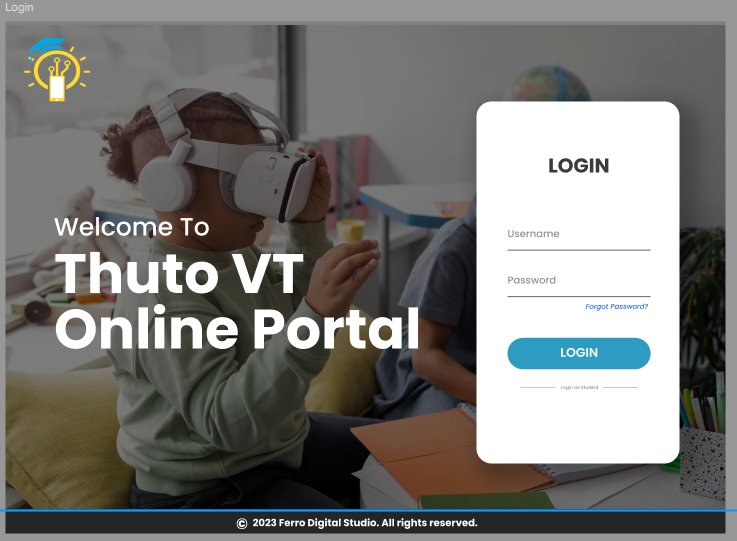 Login
Welcome To
Thuto VT
Online Portal
LOGIN
Username
Password
Forgot Password?
LOGIN
Login as Student
© 2023 Ferro Digital Studio. All rights reserved.